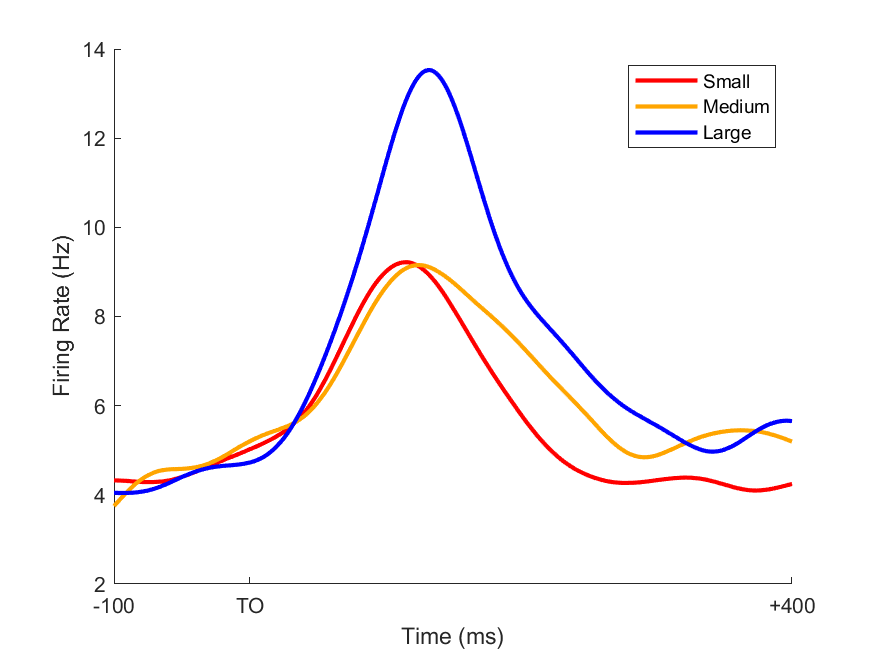 14
12
10
8
6
4
2
Firing Rate (Hz)
Small
Medium
Large
-100
TO
+400
Time (ms)